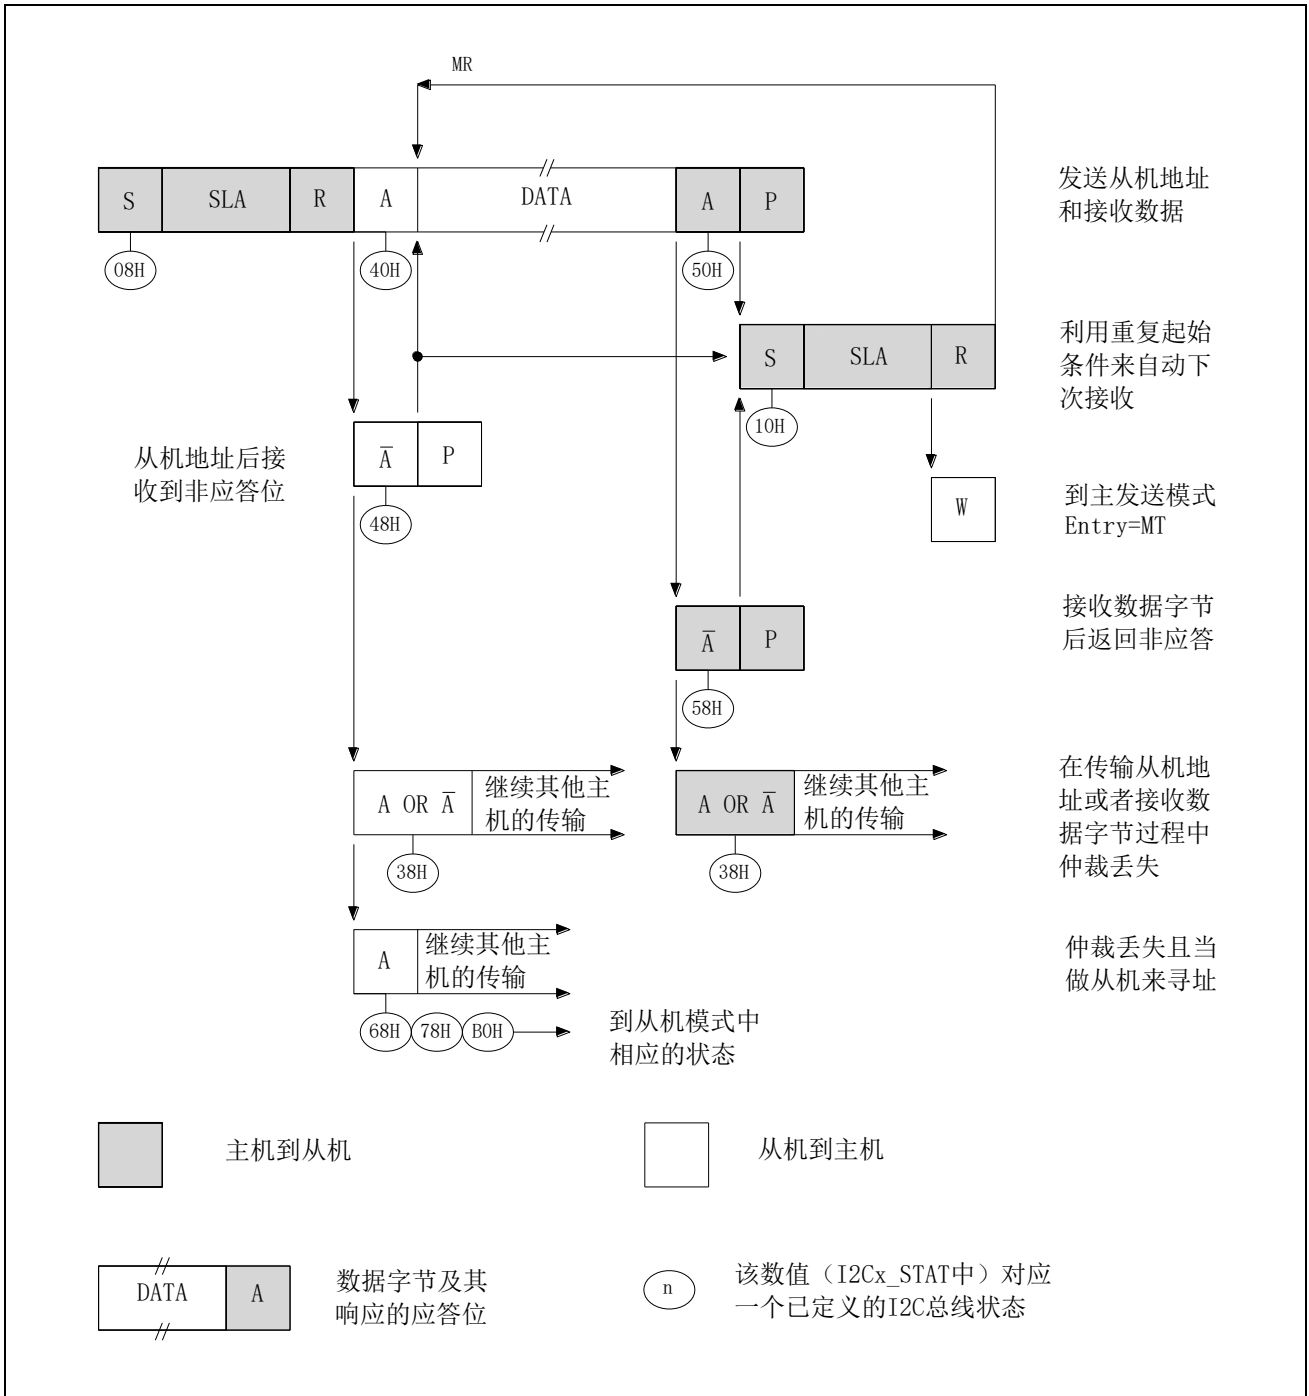 MR
S SLA R A DATA A P
发送从机地址
和接收数据
08H 40H 50H
S SLA R
利用重复起始
条件来自动下
次接收
10H
从机地址后接
收到非应答位
A̅ P
48H
W
到主发送模式
Entry=MT
A̅ P
接收数据字节
后返回非应答
58H
A OR A̅
继续其他主
机的传输
A OR A̅
继续其他主
机的传输
在传输从机地
址或者接收数
据字节过程中
仲裁丢失
38H 38H
A
继续其他主
机的传输
仲裁丢失且当
做从机来寻址
68H 78H B0H
到从机模式中
相应的状态
主机到从机
从机到主机
DATA A
数据字节及其
响应的应答位
n
该数值（I2Cx_STAT中）对应
一个已定义的I2C总线状态